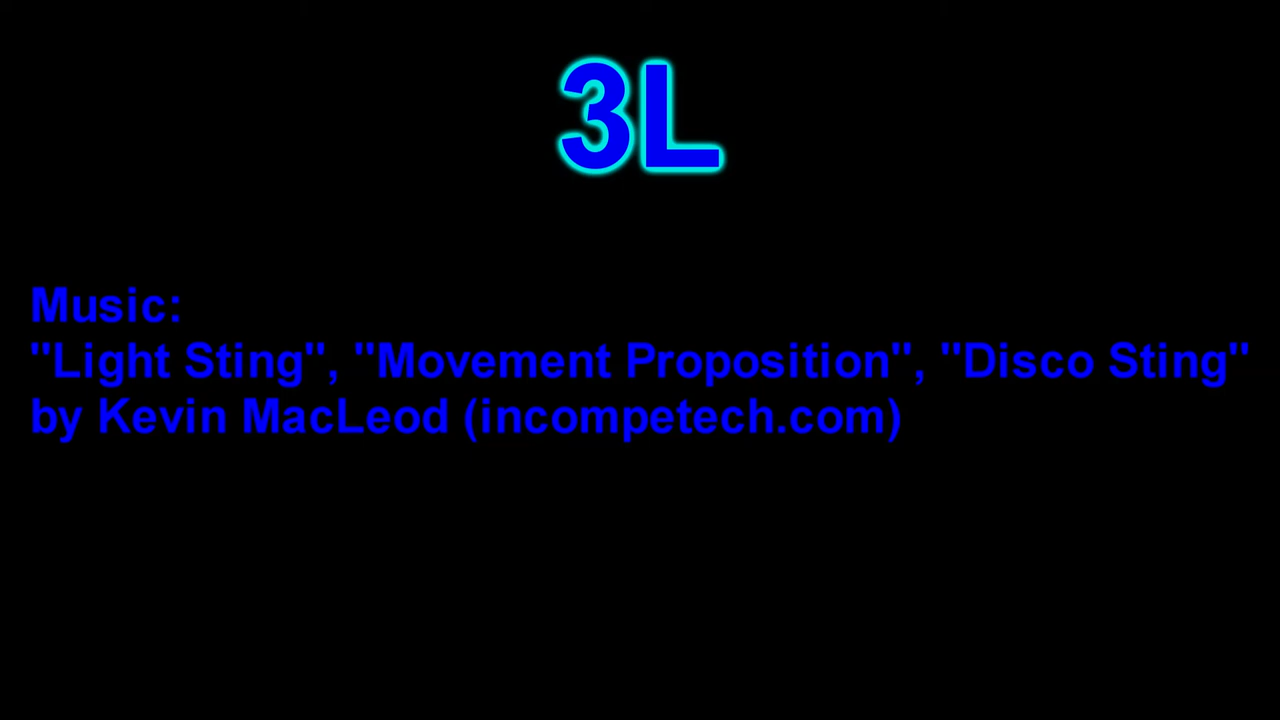 3L
Music:
"Light Sting", "Movement Proposition", "Disco Sting"
by Kevin MacLeod (incompetech.com)